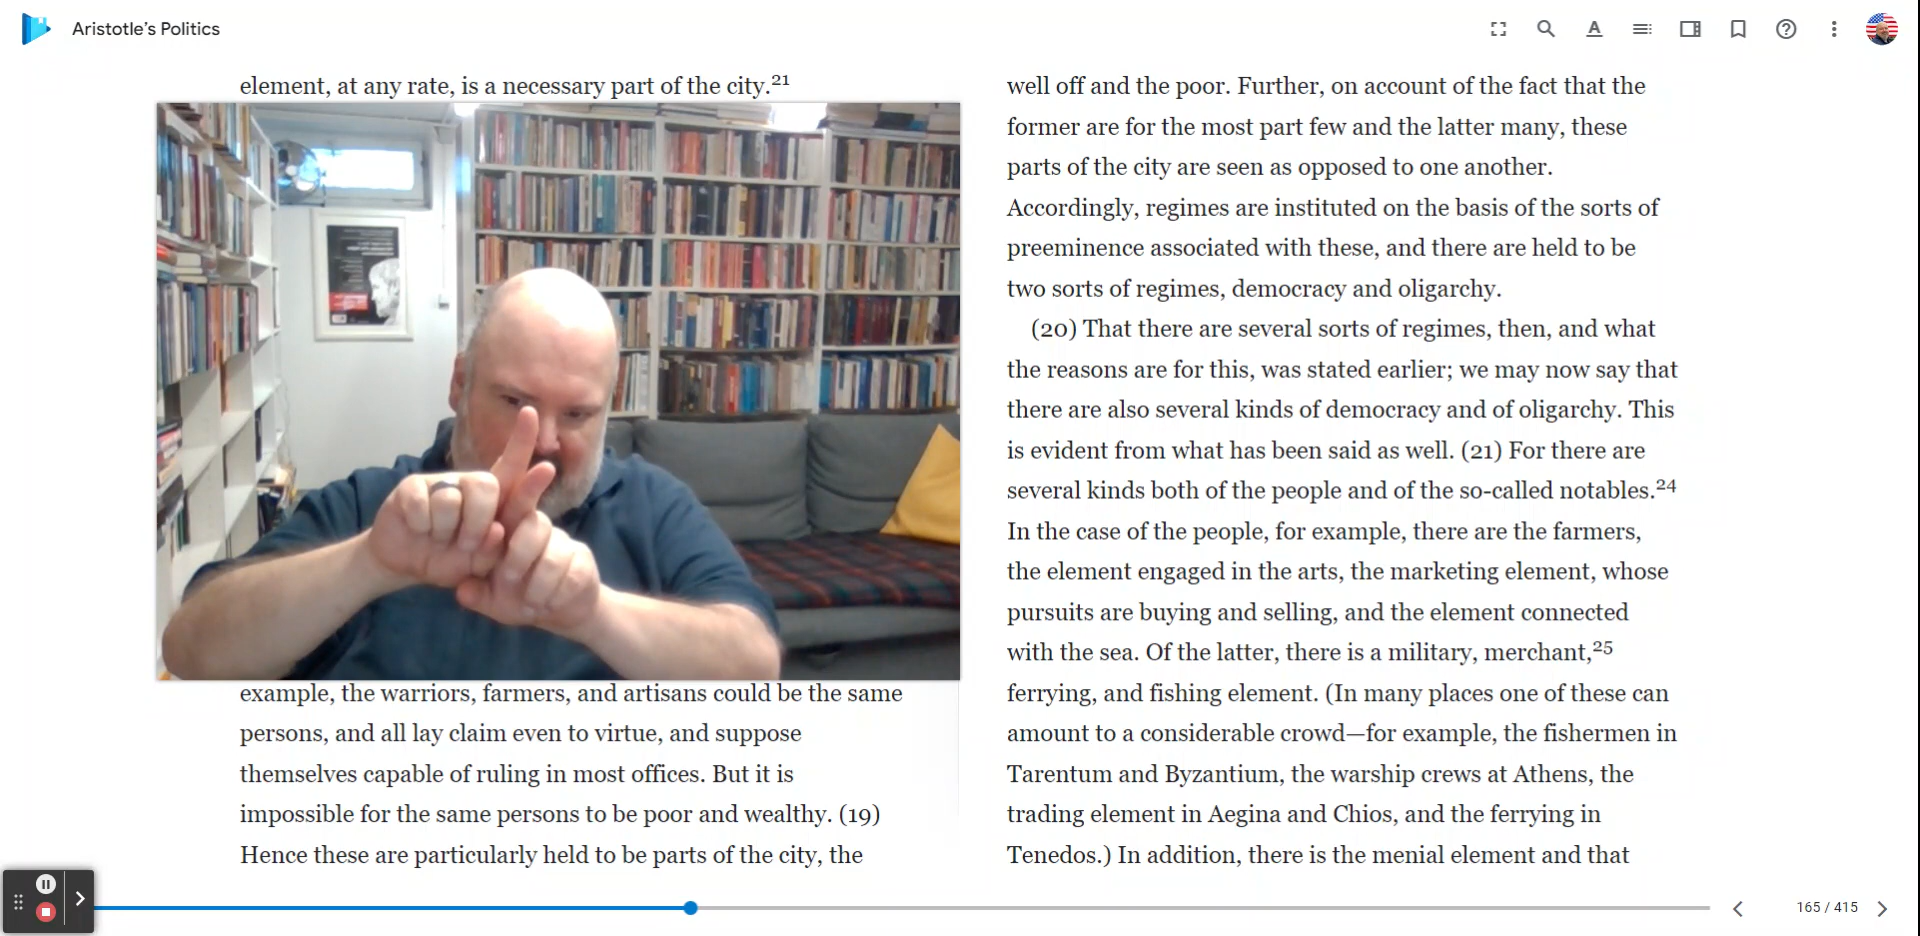 Aristotle's Politics
element, at any rate, is a necessary part of the city.21
example, the warriors, farmers, and artisans could be the same
persons, and all lay claim even to virtue, and suppose
themselves capable of ruling in most offices. But it is
impossible for the same persons to be poor and wealthy. (19)
Hence these are particularly held to be parts of the city, the
well off and the poor. Further, on account of the fact that the
former are for the most part few and the latter many, these
parts of the city are seen as opposed to one another.
Accordingly, regimes are instituted on the basis of the sorts of
preeminence associated with these, and there are held to be
two sorts of regimes, democracy and oligarchy.
(20) That there are several sorts of regimes, then, and what
the reasons are for this, was stated earlier; we may now say that
there are also several kinds of democracy and of oligarchy. This
is evident from what has been said as well. (21) For there are
several kinds both of the people and of the so-called notables.24
In the case of the people, for example, there are the farmers,
the element engaged in the arts, the marketing element, whose
pursuits are buying and selling, and the element connected
with the sea. Of the latter, there is a military, merchant,25
ferrying, and fishing element. (In many places one of these can
amount to a considerable crowd—for example, the fishermen in
Tarentum and Byzantium, the warship crews at Athens, the
trading element in Aegina and Chios, and the ferrying in
Tenedos.) In addition, there is the menial element and that
165 / 415